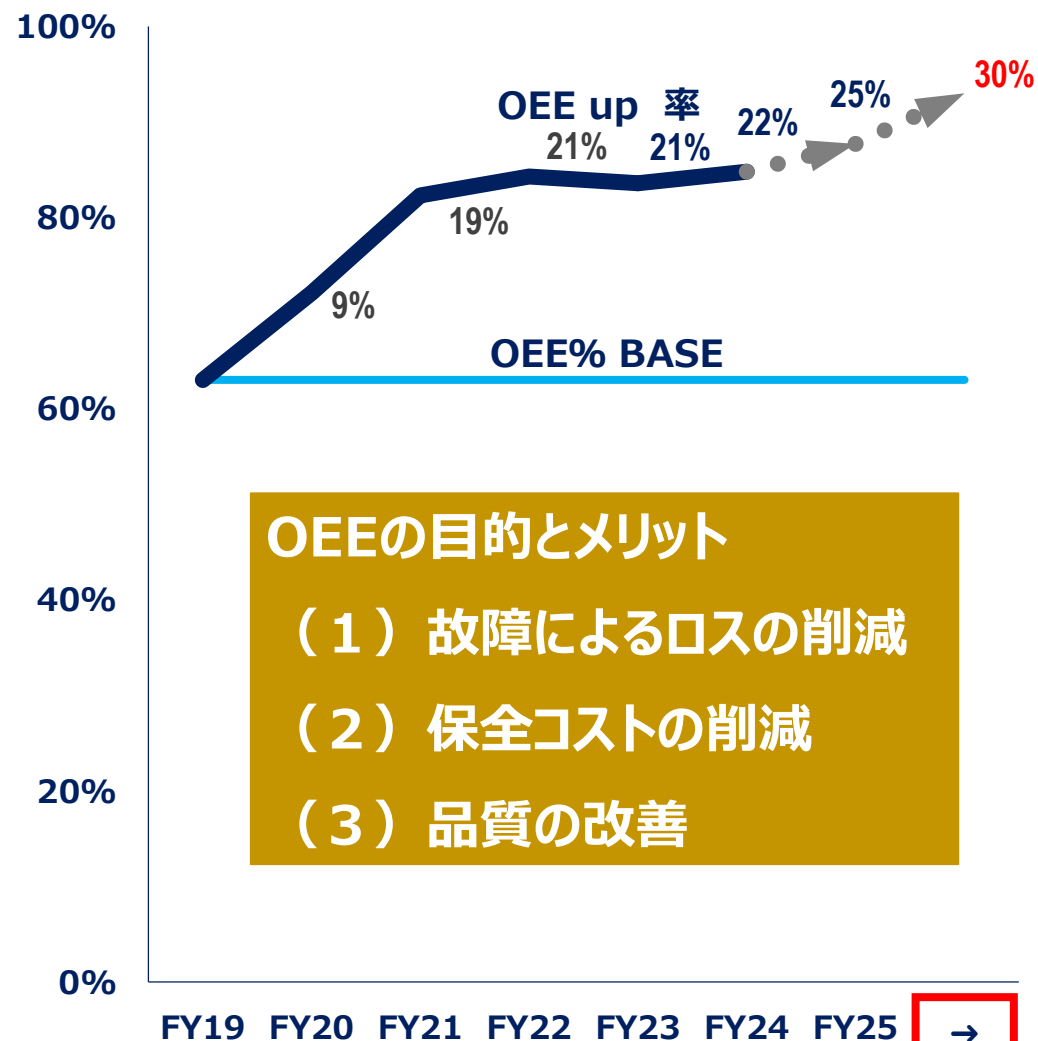 100%
80%
60%
40%
20%
0%
OEE up 率
9%
19%
21%
21%
22%
25%
30%
OEE% BASE
OEEの目的とメリット
（１）故障によるロスの削減
（２）保全コストの削減
（３）品質の改善
FY19 FY20 FY21 FY22 FY23 FY24 FY25 →